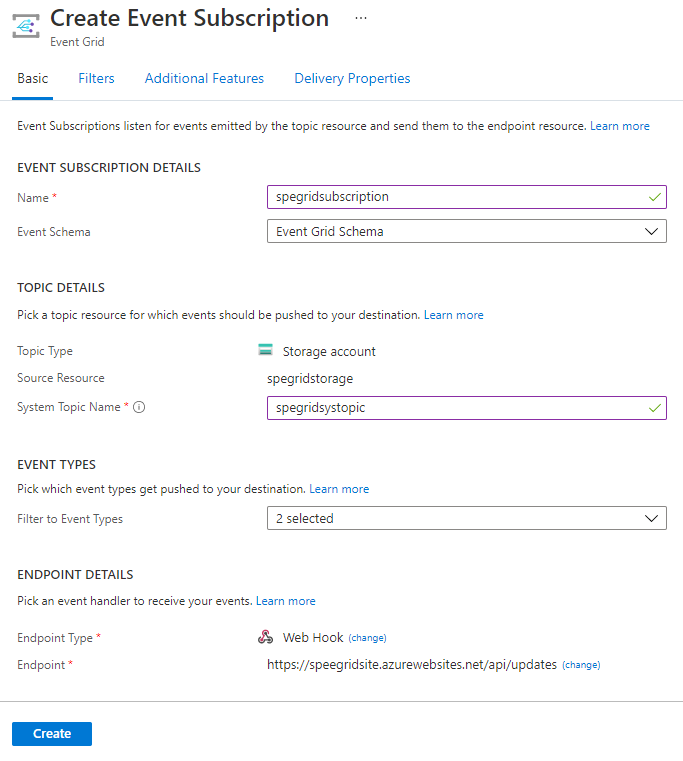 Create Event Subscription ...
Event Grid
Basic Filters Additional Features Delivery Properties
Event Subscriptions listen for events emitted by the topic resource and send them to the endpoint resource. Learn more
EVENT SUBSCRIPTION DETAILS
Name * spegridsubscription
Event Schema Event Grid Schema
TOPIC DETAILS
Pick a topic resource for which events should be pushed to your destination. Learn more
Topic Type Storage account
Source Resource spegridstorage
System Topic Name * spegridsystopic
EVENT TYPES
Pick which event types get pushed to your destination. Learn more
Filter to Event Types 2 selected
ENDPOINT DETAILS
Pick an event handler to receive your events. Learn more
Endpoint Type * Web Hook (change)
Endpoint * https://speegridsite.azurewebsites.net/api/updates (change)
Create